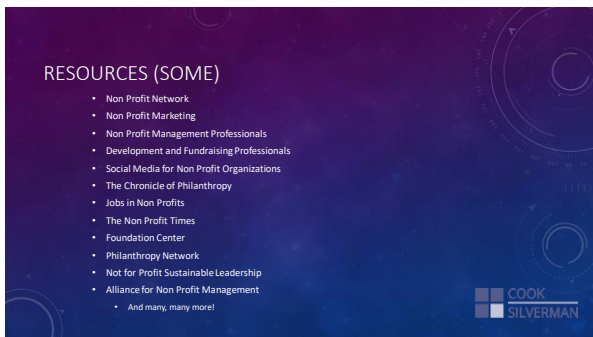 RESOURCES (SOME)
• Non Profit Network
• Non Profit Marketing
• Non Profit Management Professionals
• Development and Fundraising Professionals
• Social Media for Non Profit Organizations
• The Chronicle of Philanthropy
• Jobs in Non Profits
• The Non Profit Times
• Foundation Center
• Philanthropy Network
• Not for Profit Sustainable Leadership
• Alliance for Non Profit Management
• And many, many more!
COOK
SILVERMAN